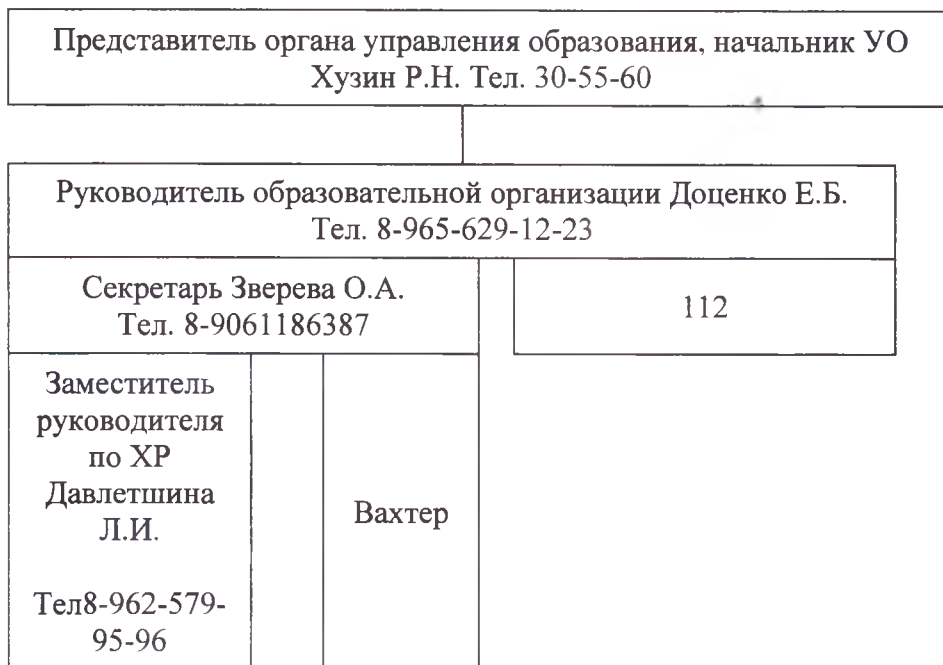 Представитель органа управления образования, начальник УО
Хузин Р.Н. Тел. 30-55-60
Руководитель образовательной организации Доценко Е.Б.
Тел. 8-965-629-12-23
Секретарь Зверева О.А.
Тел. 8-9061186387
112
Заместитель
руководителя
по ХР
Давлетшина
Л.И.
Тел8-962-579-
95-96
Вахтер